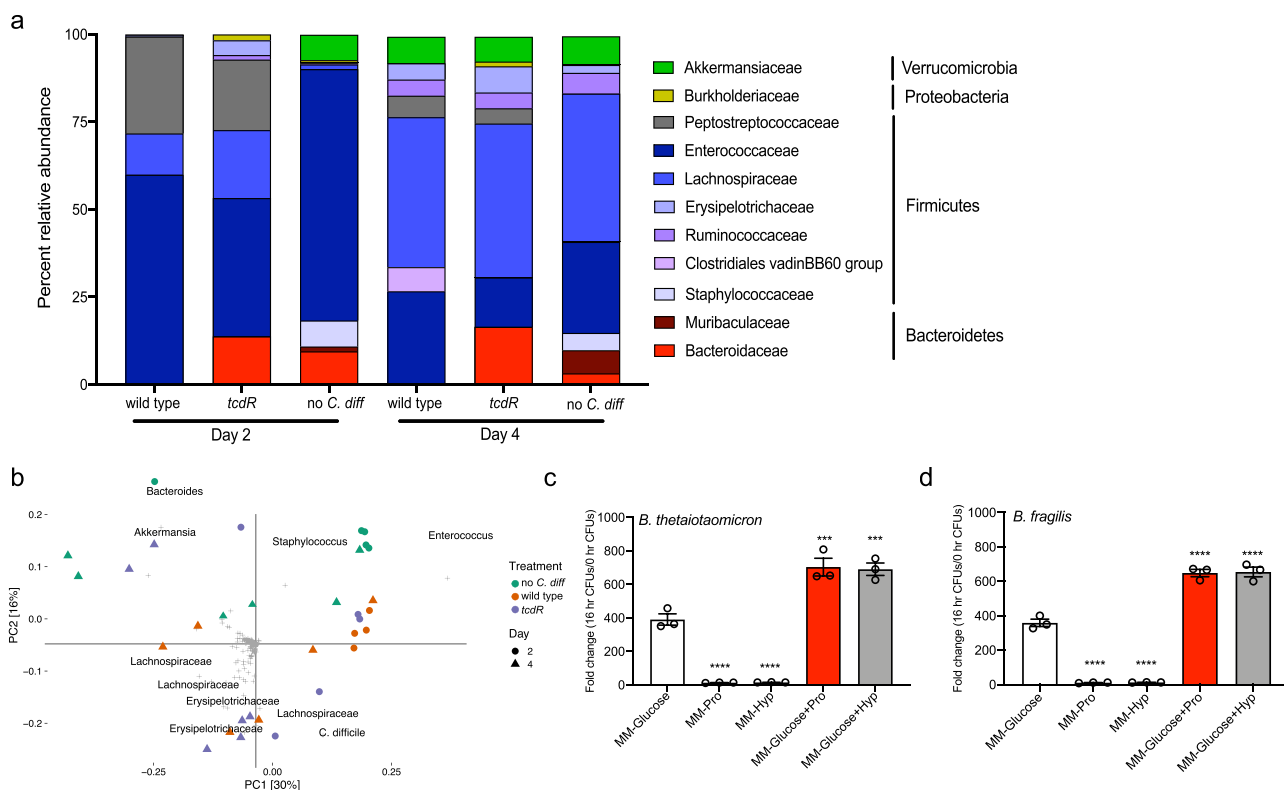 a
100
75
50
25
0
Percent relative abundance
wild type
tcdR
no C. diff
wild type
tcdR
no C. diff
Day 2
Day 4
Akkermansiaceae
Burkholderiaceae
Peptostreptococcaceae
Enterococcaceae
Lachnospiraceae
Erysipelotrichaceae
Ruminococcaceae
Clostridiales vadinBB60 group
Staphylococcaceae
Muribaculaceae
Bacteroidaceae
Verrucomicrobia
Proteobacteria
Firmicutes
Bacteroidetes
b
Bacteroides
Akkermansia
Staphylococcus
Enterococcus
Lachnospiraceae
Lachnospiraceae
Erysipelotrichaceae
Lachnospiraceae
Erysipelotrichaceae
C. difficile
0.2
0.0
−0.1
−0.2
PC2 [16%]
−0.25
0.00
0.25
PC1 [30%]
Treatment
no C. diff
wild type
tcdR
Day
2
4
c
B. thetaiotaomicron
Fold change (16 hr CFUs/0 hr CFUs)
1000
800
600
400
200
0
****
****
***
***
MM-Glucose
MM-Pro
MM-Hyp
MM-Glucose+Pro
MM-Glucose+Hyp
d
B. fragilis
Fold change (16 hr CFUs/0 hr CFUs)
1000
800
600
400
200
0
****
****
****
****
MM-Glucose
MM-Pro
MM-Hyp
MM-Glucose+Pro
MM-Glucose+Hyp